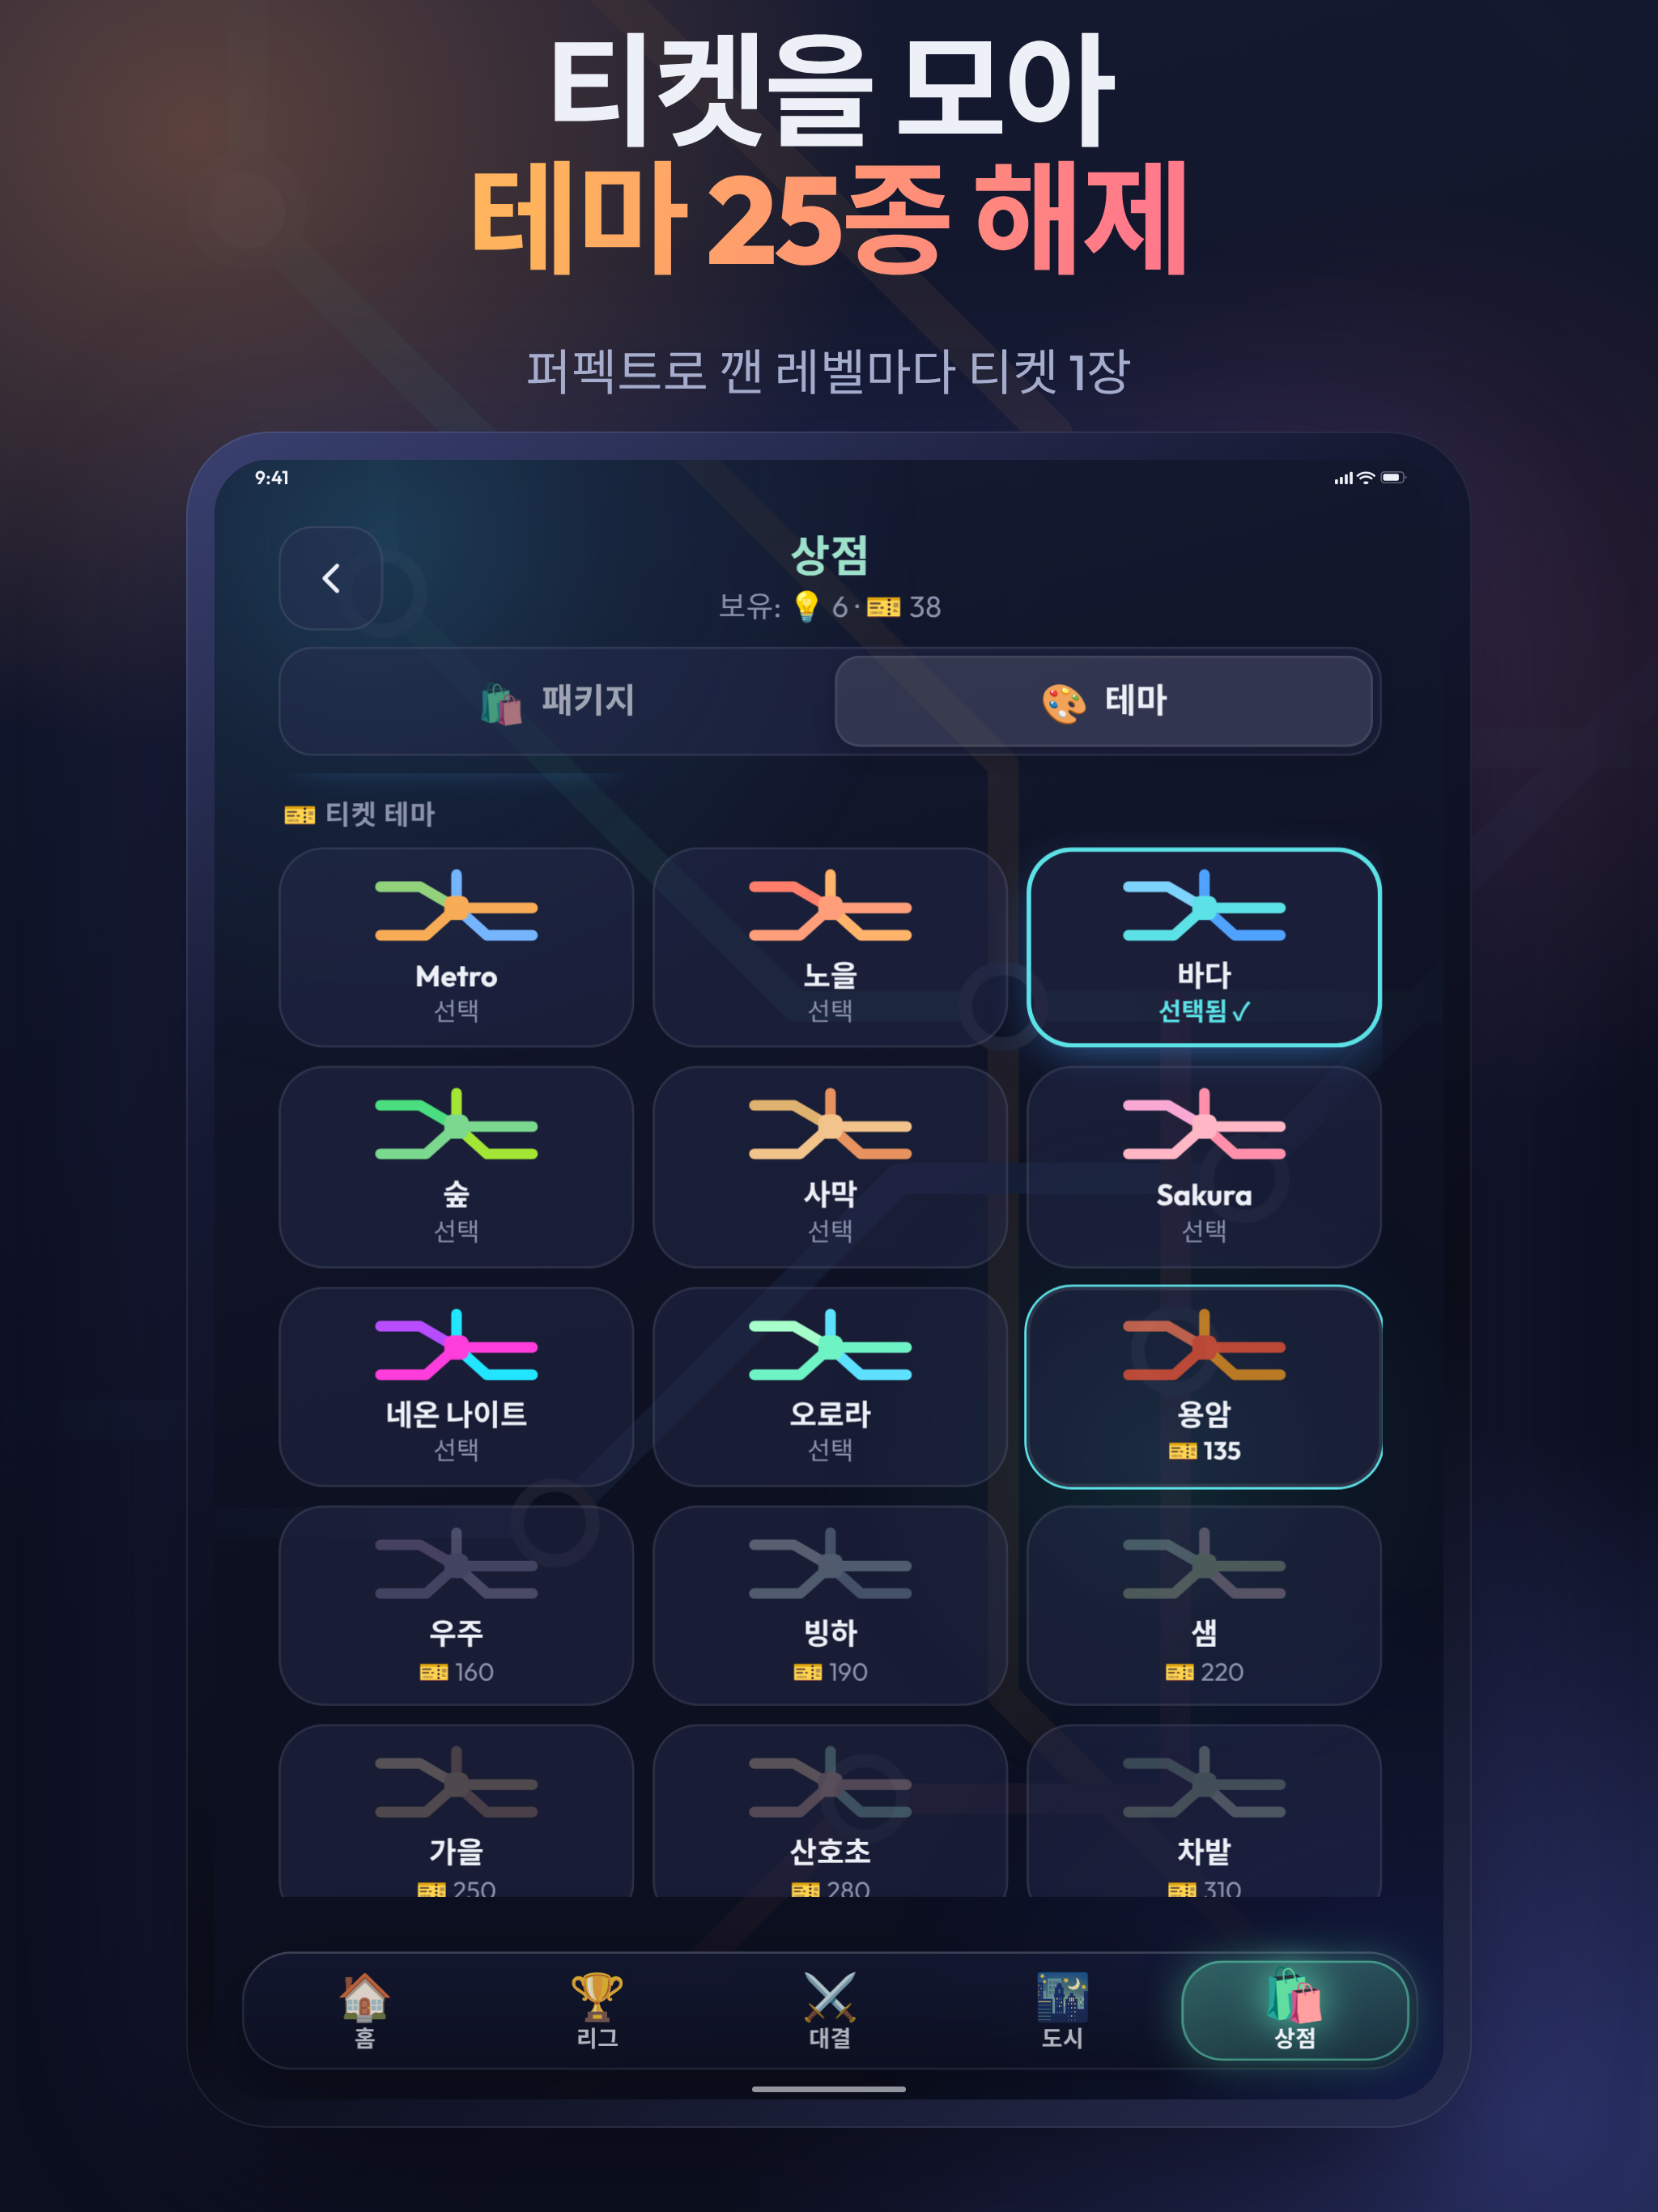 티켓을 모아
테마 25종 해제
퍼펙트로 깬 레벨마다 티켓 1장
9:41
상점
보유: 💡 6 · 🎫 38
🛍️ 패키지
🎨 테마
🎫 티켓 테마
Metro
선택
노을
선택
바다
선택됨 ✓
숲
선택
사막
선택
Sakura
선택
네온 나이트
선택
오로라
선택
용암
🎫 135
우주
🎫 160
빙하
🎫 190
샘
🎫 220
가을
🎫 250
산호초
🎫 280
차밭
🎫 310
홈
리그
대결
도시
상점